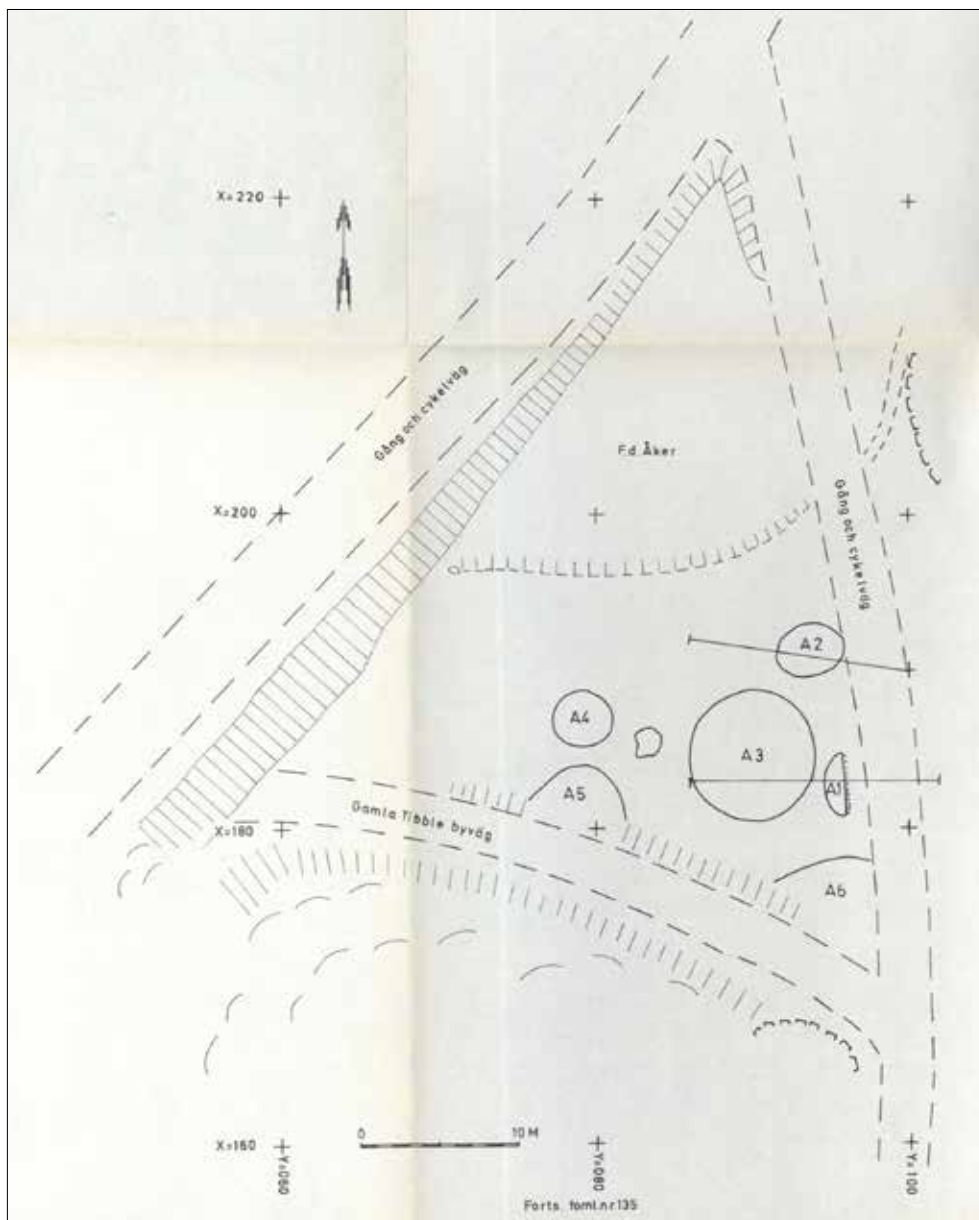 X=220
Gång och cykelväg
F.d. Åker
X=200
Gång och cykelväg
A2
A4
A3
A5
A1
Gamla Tibble byväg
X=180
A6
0 10 M
X=160
Y=060
Y=080
Y=100
Forts. fornl.nr 135